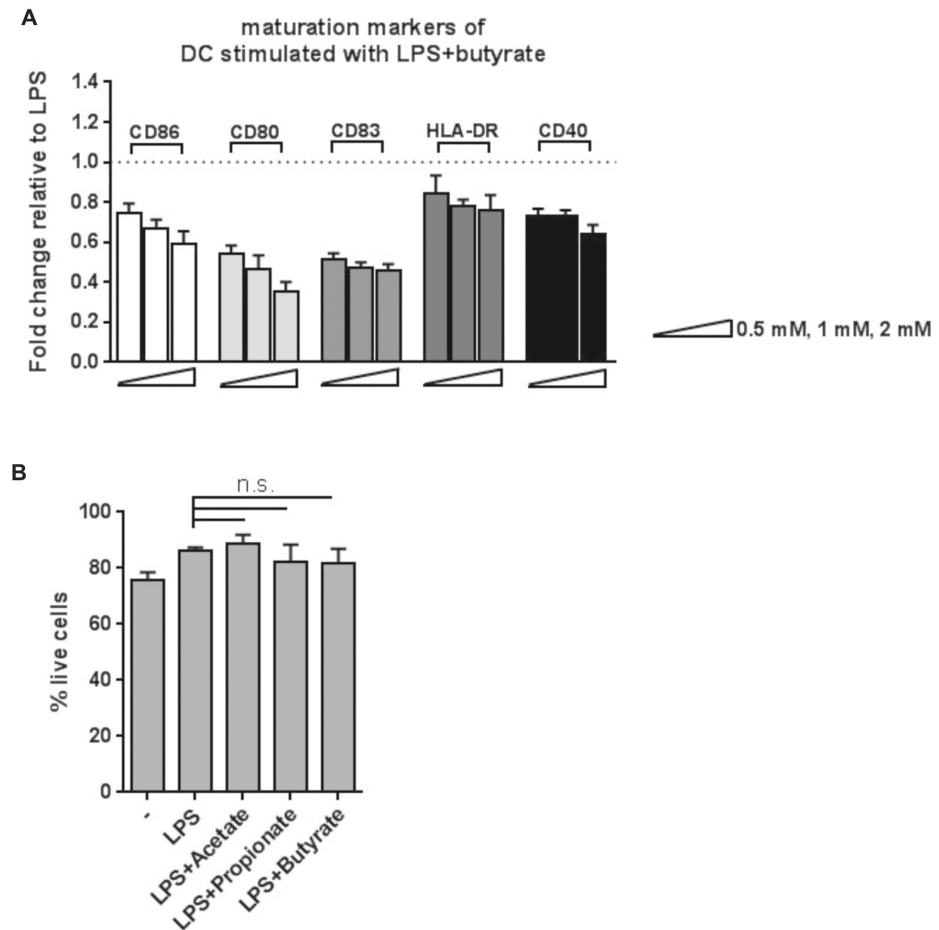 A
maturation markers of
DC stimulated with LPS+butyrate
Fold change relative to LPS
1.4
1.2
1.0
0.8
0.6
0.4
0.2
0.0
CD86
CD80
CD83
HLA-DR
CD40
0.5 mM, 1 mM, 2 mM
B
n.s.
% live cells
100
80
60
40
20
0
-
LPS
LPS+Acetate
LPS+Propionate
LPS+Butyrate